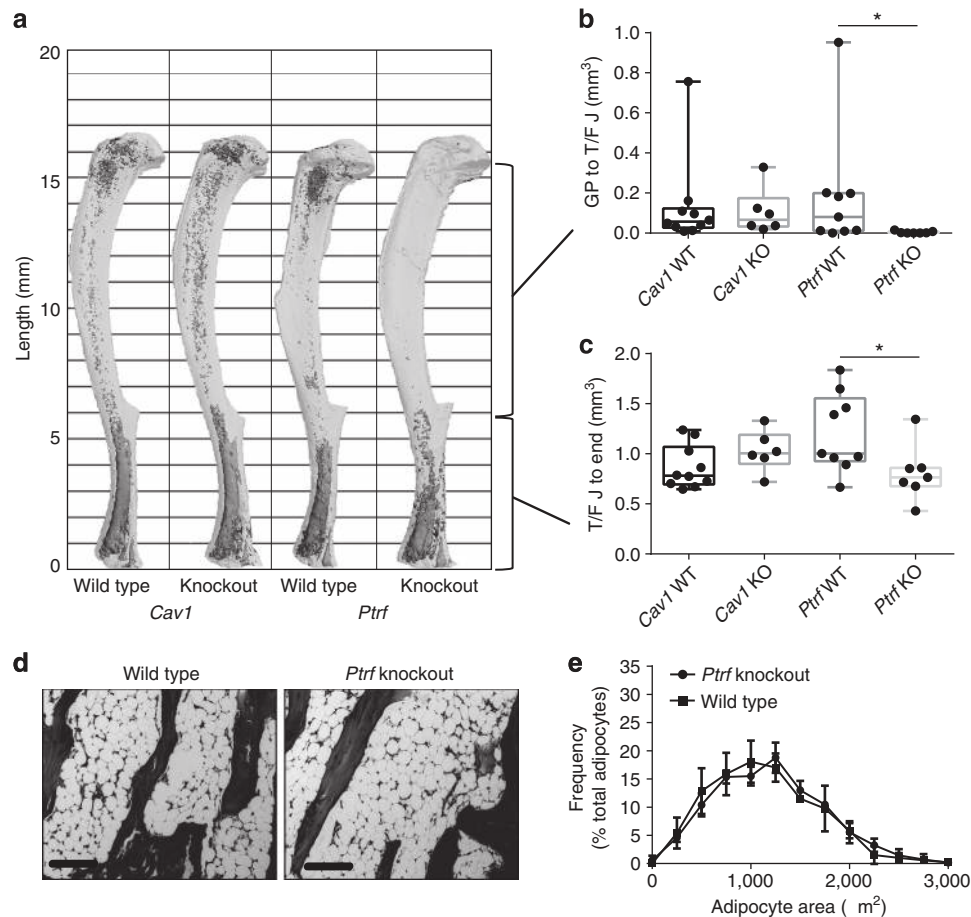 a
20
15
10
5
0
Length (mm)
Wild type Knockout Wild type Knockout
Cav1 Ptrf
b
*
1.0
0.8
0.6
0.4
0.2
0.0
GP to T/F J (mm³)
Cav1 WT
Cav1 KO
Ptrf WT
Ptrf KO
c
*
2.0
1.5
1.0
0.5
0.0
T/F J to end (mm³)
Cav1 WT
Cav1 KO
Ptrf WT
Ptrf KO
d
Wild type Ptrf knockout
e
Ptrf knockout
Wild type
35
30
25
20
15
10
5
0
Frequency
(% total adipocytes)
0 1,000 2,000 3,000
Adipocyte area ( m²)